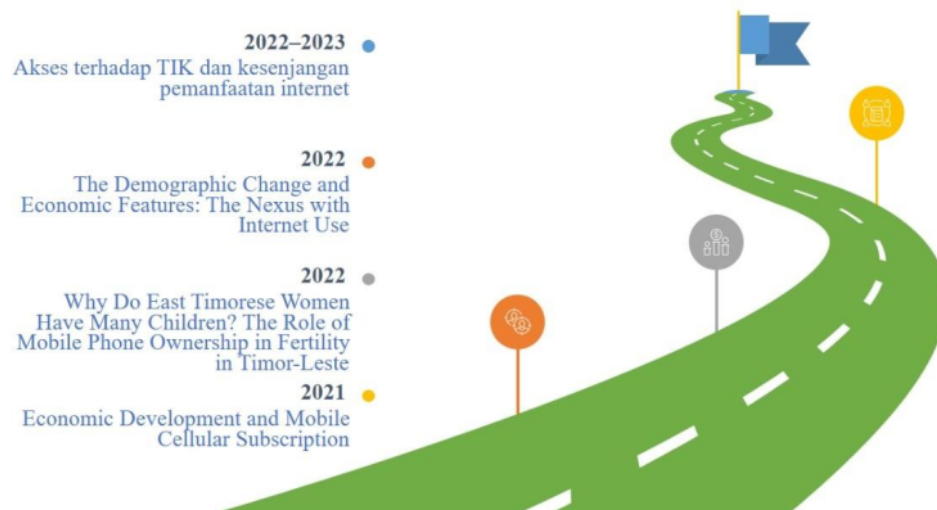 2022–2023
Akses terhadap TIK dan kesenjangan
pemanfaatan internet
2022
The Demographic Change and
Economic Features: The Nexus with
Internet Use
2022
Why Do East Timorese Women
Have Many Children? The Role of
Mobile Phone Ownership in Fertility
in Timor-Leste
2021
Economic Development and Mobile
Cellular Subscription